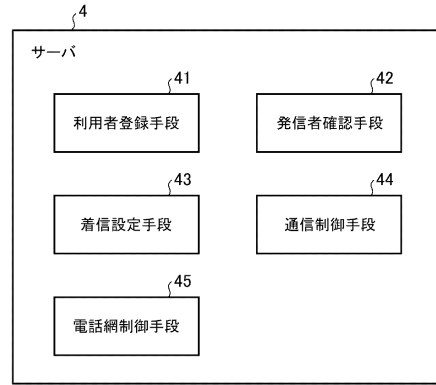 4
サーバ
41
利用者登録手段
42
発信者確認手段
43
着信設定手段
44
通信制御手段
45
電話網制御手段